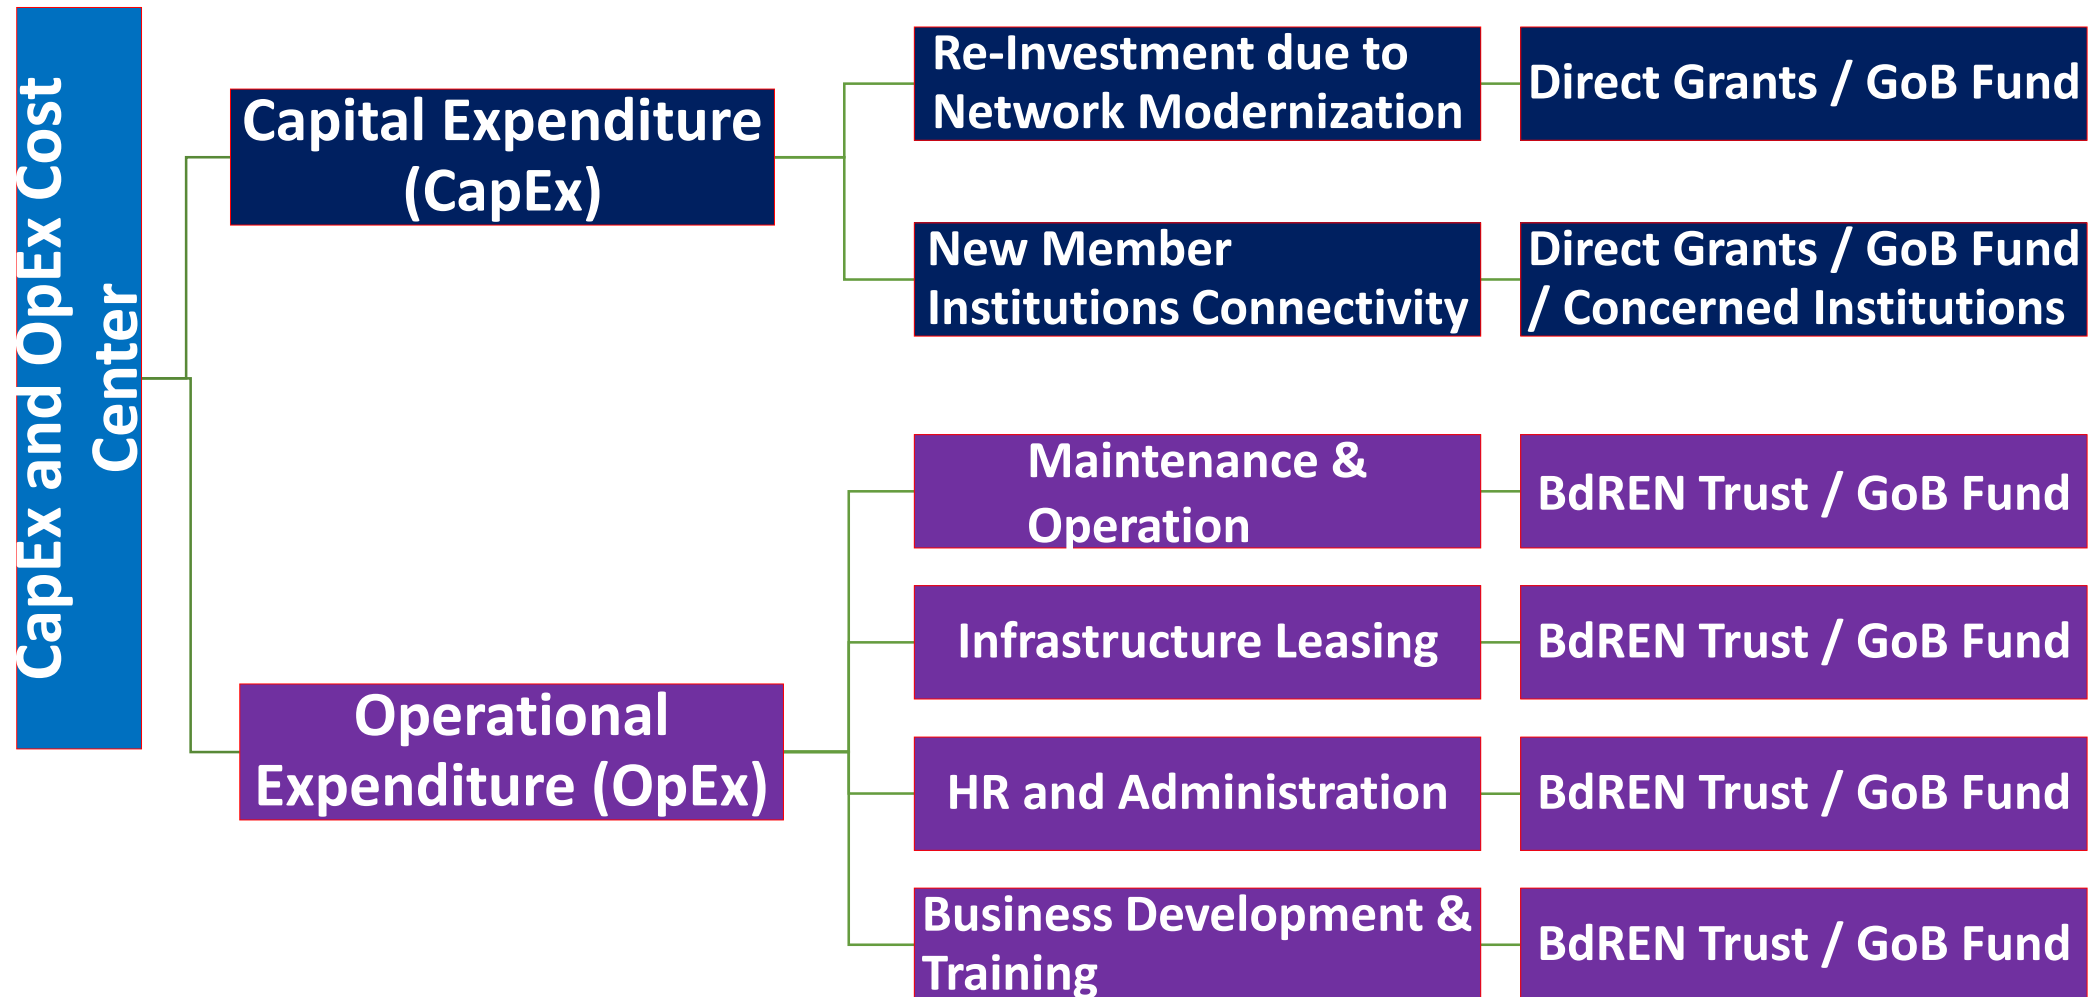 CapEx and OpEx Cost
Center
Capital Expenditure
(CapEx)
Re-Investment due to
Network Modernization
Direct Grants / GoB Fund
New Member
Institutions Connectivity
Direct Grants / GoB Fund
/ Concerned Institutions
Operational
Expenditure (OpEx)
Maintenance &
Operation
BdREN Trust / GoB Fund
Infrastructure Leasing
BdREN Trust / GoB Fund
HR and Administration
BdREN Trust / GoB Fund
Business Development &
Training
BdREN Trust / GoB Fund